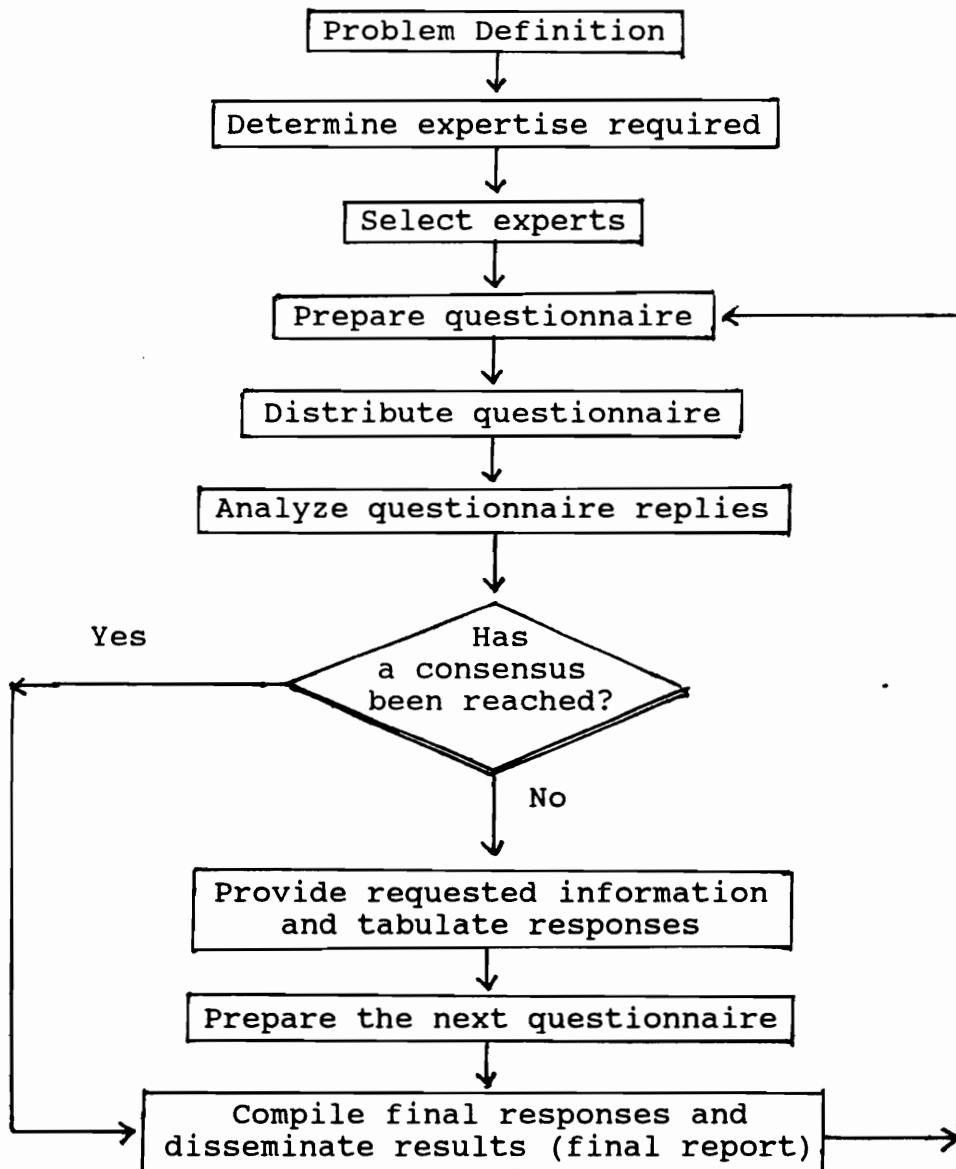 Problem Definition
Determine expertise required
Select experts
Prepare questionnaire
Distribute questionnaire
Analyze questionnaire replies
Yes
Has
a consensus
been reached?
No
Provide requested information
and tabulate responses
Prepare the next questionnaire
Compile final responses and
disseminate results (final report)